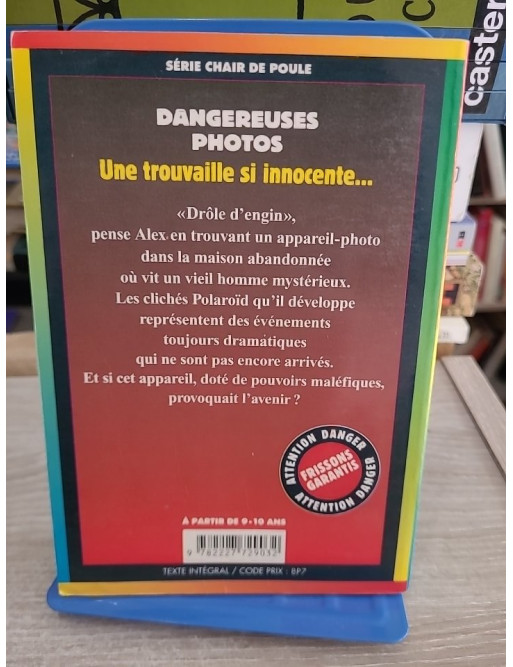 caster
SÉRIE CHAIR DE POULE
DANGEREUSES
PHOTOS
Une trouvaille si innocente...
«Drôle d'engin»,
pense Alex en trouvant un appareil-photo
dans la maison abandonnée
où vit un vieil homme mystérieux.
Les clichés Polaroïd qu'il développe
représentent des événements
toujours dramatiques
qui ne sont pas encore arrivés.
Et si cet appareil, doté de pouvoirs maléfiques,
provoquait l'avenir ?
ATTENTION DANGER
FRISSONS
GARANTIS
ATTENTION DANGER
À PARTIR DE 9-10 ANS
9 782227 729032
TEXTE INTÉGRAL / CODE PRIX : BP7